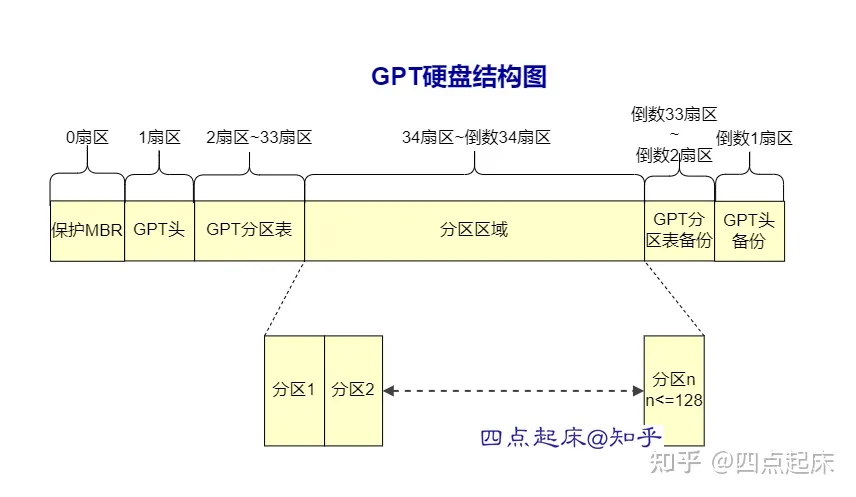 GPT硬盘结构图
0扇区
1扇区
2扇区~33扇区
34扇区~倒数34扇区
倒数33扇区
~
倒数2扇区
倒数1扇区
保护MBR
GPT头
GPT分区表
分区区域
GPT分
区表备份
GPT头
备份
分区1
分区2
分区n
n<=128
四点起床@知乎
知乎 @四点起床